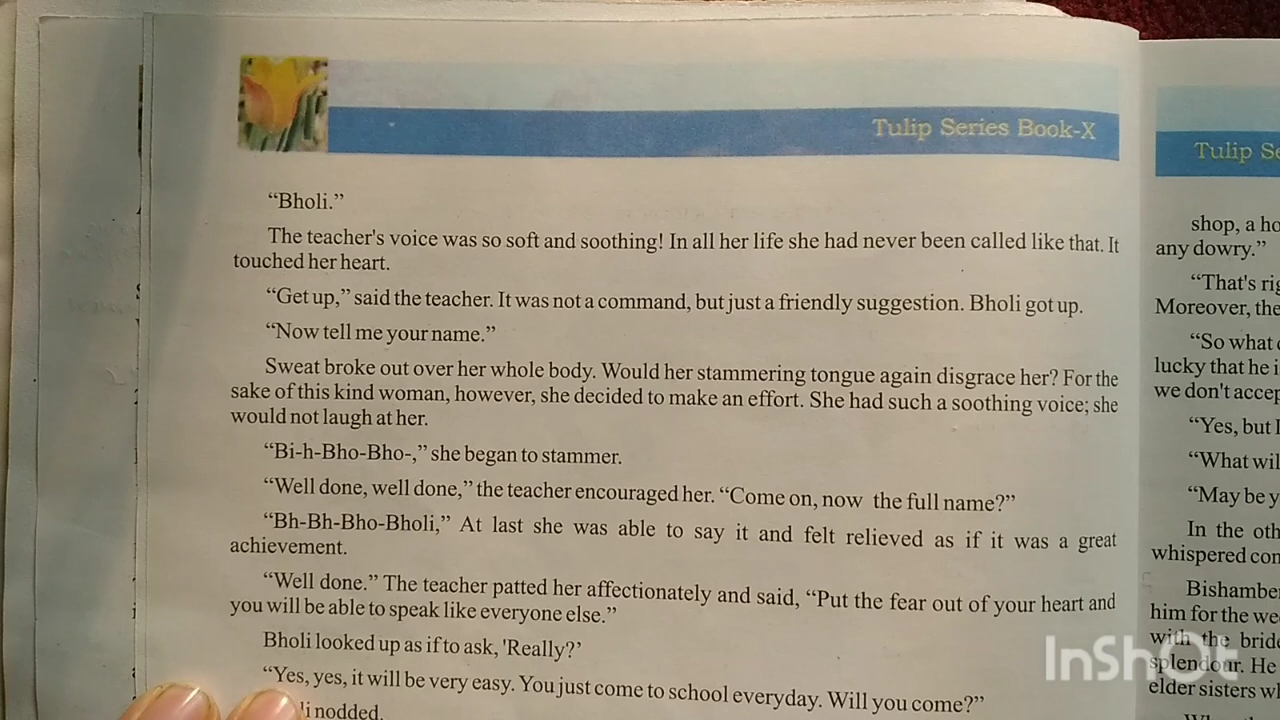 Tulip Series Book-X
“Bholi.”
The teacher's voice was so soft and soothing! In all her life she had never been called like that. It
touched her heart.
“Get up,” said the teacher. It was not a command, but just a friendly suggestion. Bholi got up.
“Now tell me your name.”
Sweat broke out over her whole body. Would her stammering tongue again disgrace her? For the
sake of this kind woman, however, she decided to make an effort. She had such a soothing voice; she
would not laugh at her.
“Bi-h-Bho-Bho-,” she began to stammer.
“Well done, well done,” the teacher encouraged her. “Come on, now the full name?”
“Bh-Bh-Bho-Bholi,” At last she was able to say it and felt relieved as if it was a great
achievement.
“Well done.” The teacher patted her affectionately and said, “Put the fear out of your heart and
you will be able to speak like everyone else.”
Bholi looked up as if to ask, 'Really?’
“Yes, yes, it will be very easy. You just come to school everyday. Will you come?”
nodded.
Tulip
shop, a
any dowry.”
“That's
Moreover, the
“So what
lucky that he
we don't
“Yes, but I
“What
“May be
In the
whispered
him for the
with the
splendour. He
elder sisters
InShOt